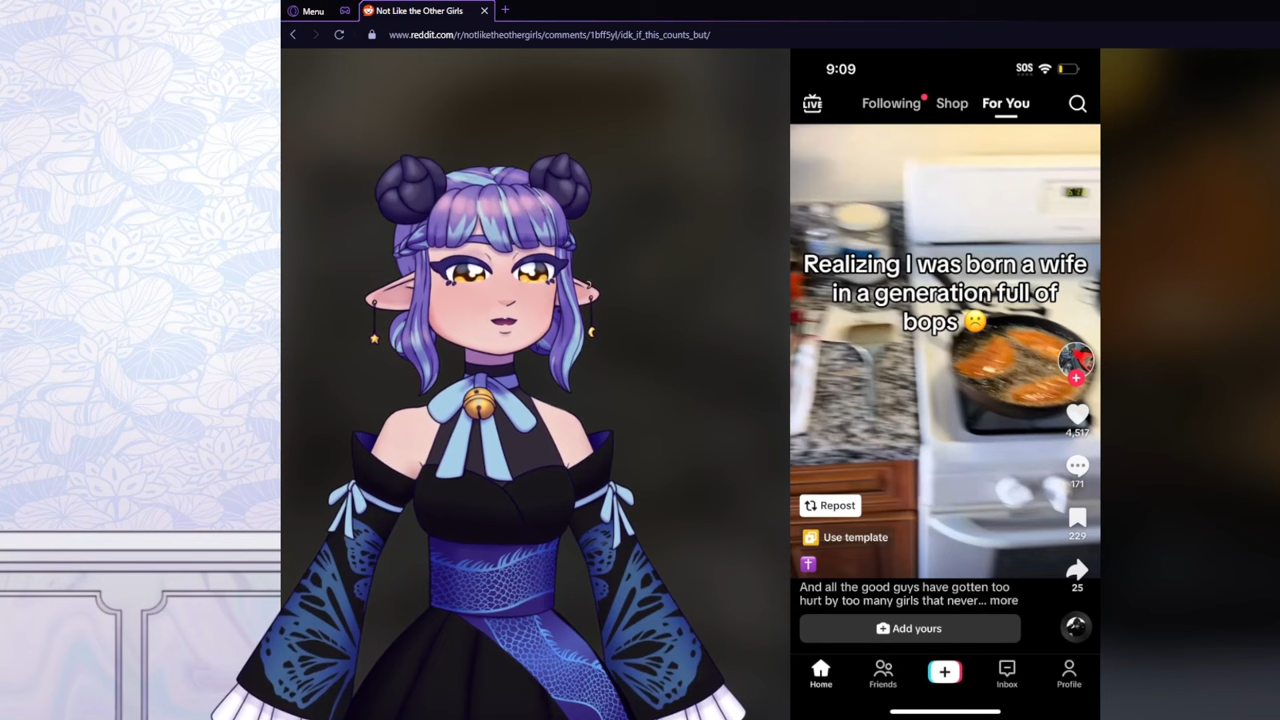 Menu
Not Like the Other Girls
www.reddit.com/r/notliketheothergirls/comments/1bff5yl/idk_if_this_counts_but/
9:09
SOS
LIVE
Following
Shop
For You
Realizing I was born a wife
in a generation full of
bops ☹️
4,517
171
Repost
229
Use template
✝️
25
And all the good guys have gotten too
hurt by too many girls that never... more
Add yours
Home
Friends
Inbox
Profile